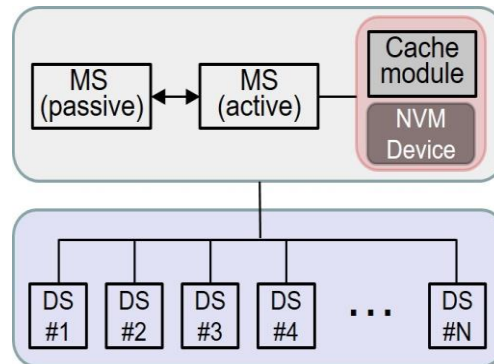 MS
(passive)
MS
(active)
Cache
module
NVM
Device
DS
#1
DS
#2
DS
#3
DS
#4
...
DS
#N